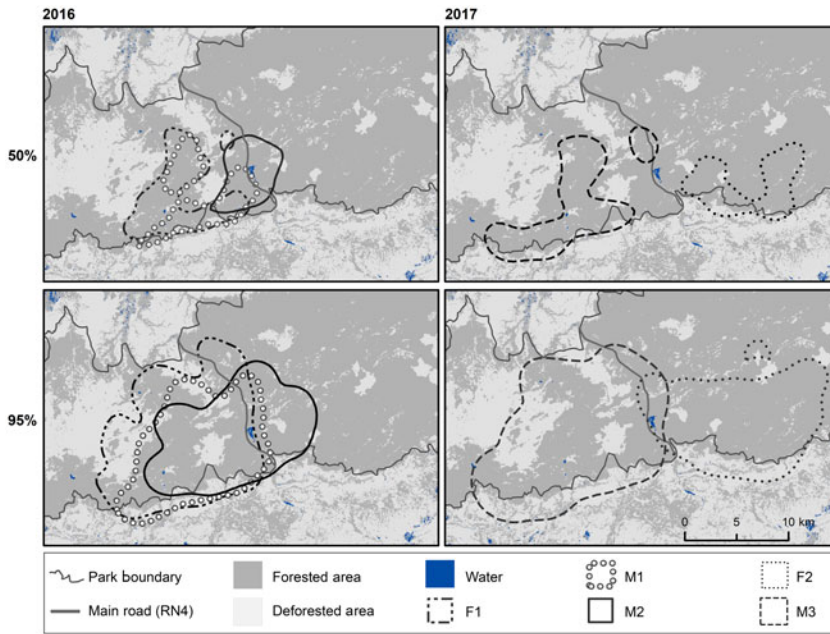 2016 2017
50%
95%
0 5 10 km
Park boundary Forested area Water M1 F2
Main road (RN4) Deforested area F1 M2 M3